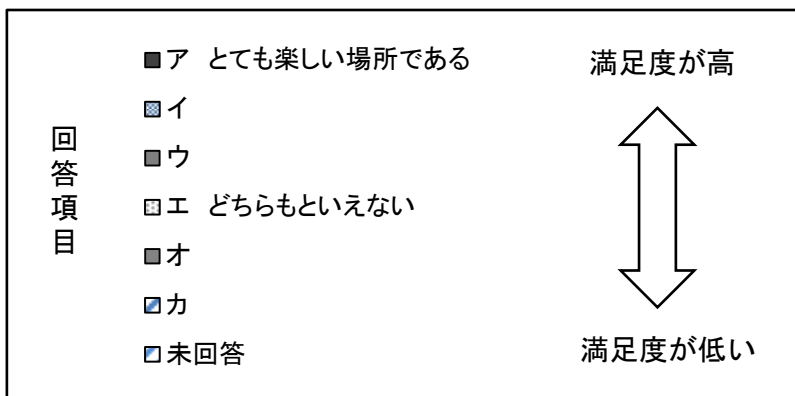 回答項目
ア とても楽しい場所である
イ
ウ
エ どちらもといえない
オ
カ
未回答
満足度が高
満足度が低い